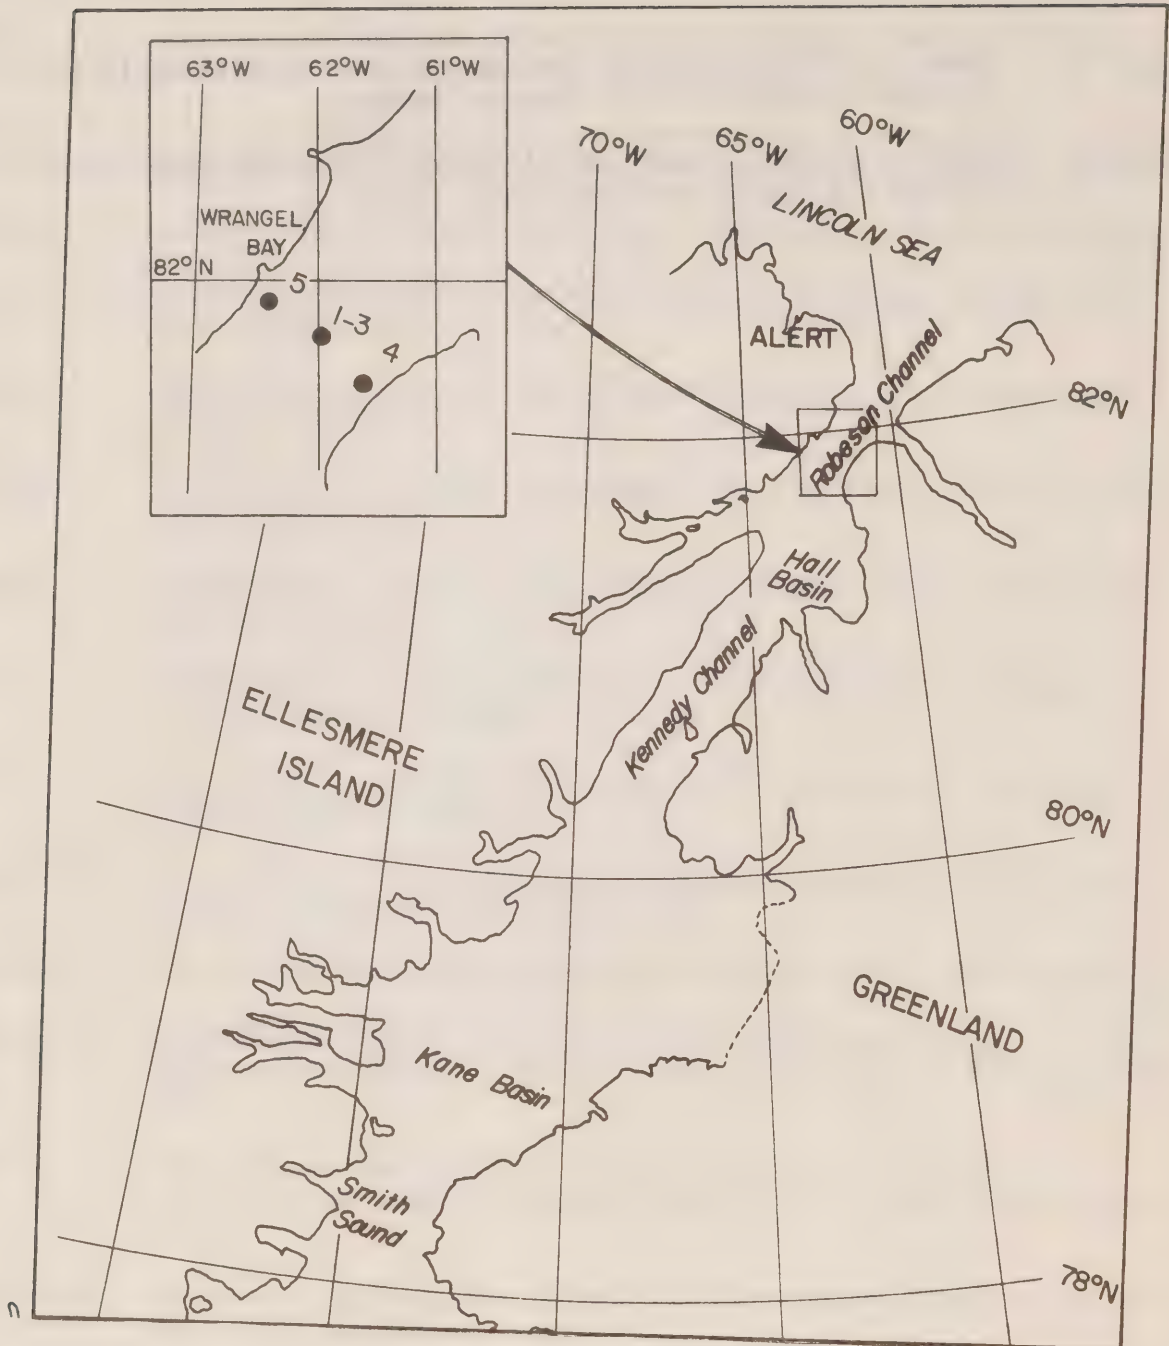 63°W 62°W 61°W
WRANGEL
BAY
82°N
5
1-3
4
70°W 65°W 60°W
LINCOLN SEA
ALERT
Robeson Channel
82°N
Hall
Basin
Kennedy Channel
ELLESMERE
ISLAND
80°N
GREENLAND
Kane Basin
Smith
Sound
78°N
n